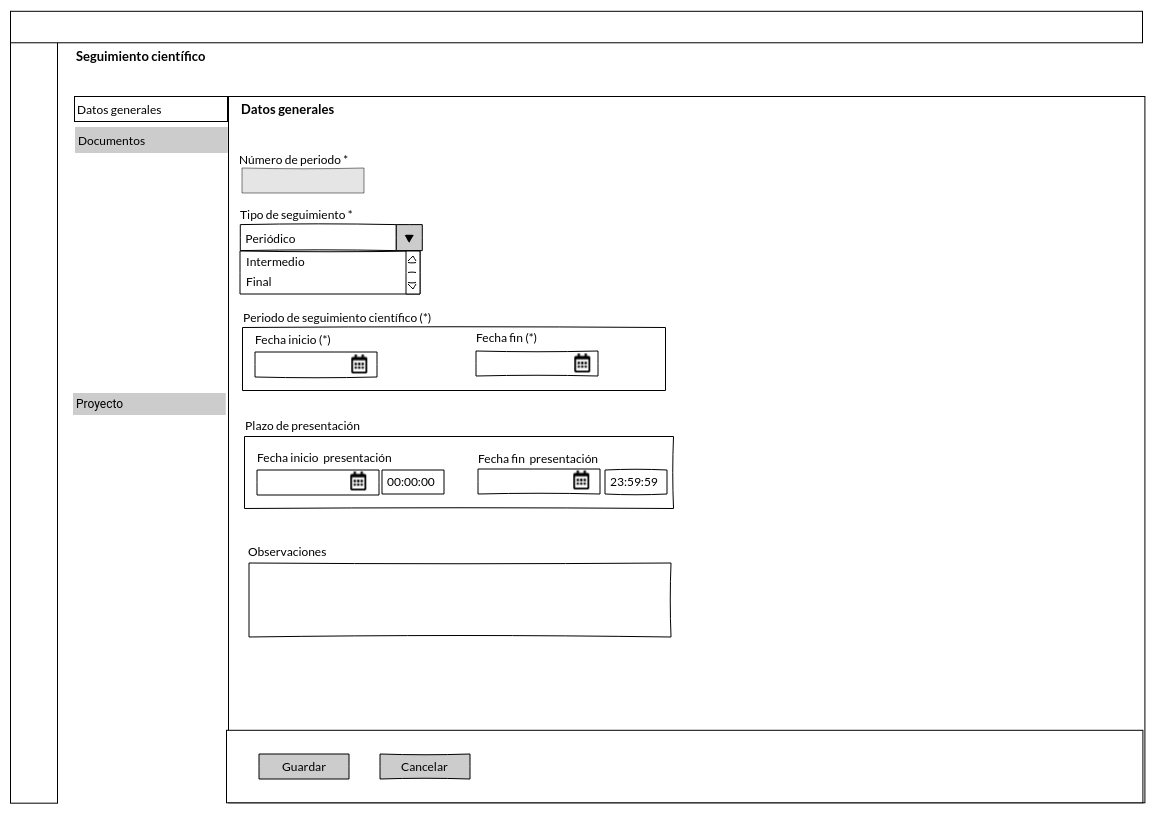 Seguimiento científico
Datos generales
Documentos
Proyecto
Datos generales
Número de periodo *
Tipo de seguimiento *
Periódico
Intermedio
Final
Periodo de seguimiento científico (*)
Fecha inicio (*)
Fecha fin (*)
Plazo de presentación
Fecha inicio presentación
Fecha fin presentación
00:00:00
23:59:59
Observaciones
Guardar
Cancelar